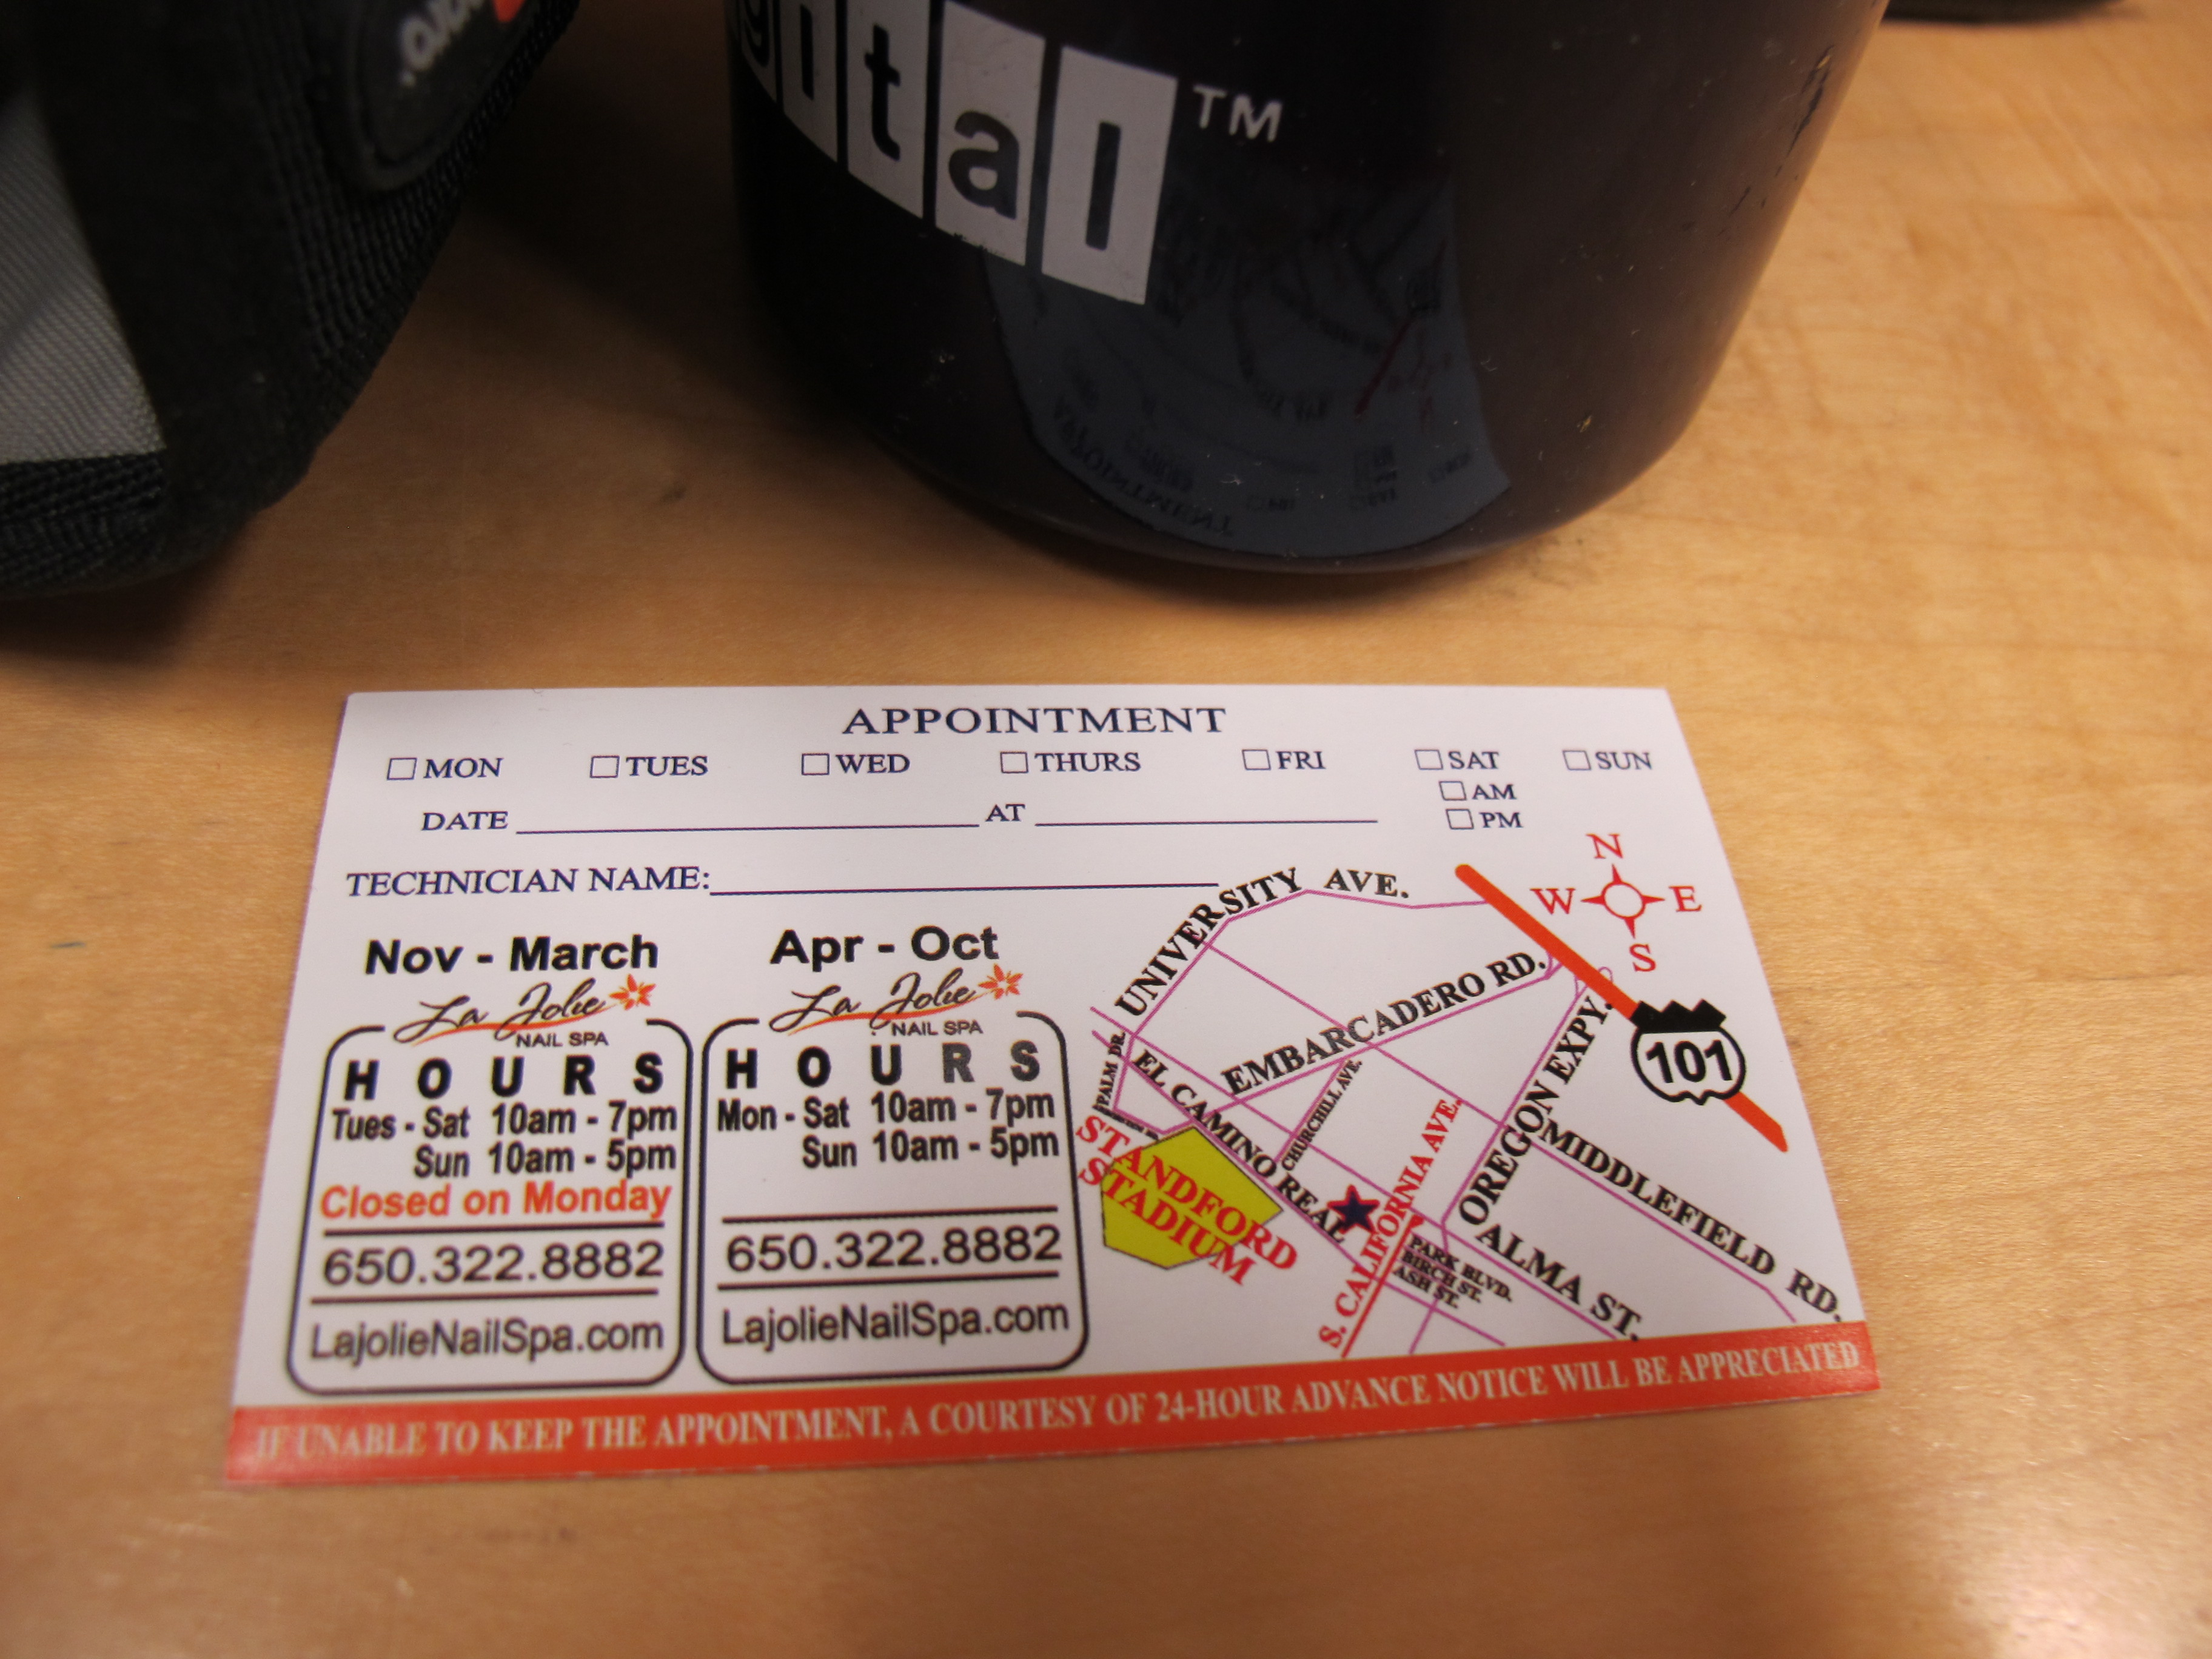 ital™
APPOINTMENT
☐ MON ☐ TUES ☐ WED ☐ THURS ☐ FRI ☐ SAT ☐ SUN
☐ AM
DATE AT ☐ PM
TECHNICIAN NAME:
Nov - March
La Jolie
NAIL SPA
HOURS
Tues - Sat 10am - 7pm
Sun 10am - 5pm
Closed on Monday
650.322.8882
LajolieNailSpa.com
Apr - Oct
La Jolie
NAIL SPA
HOURS
Mon - Sat 10am - 7pm
Sun 10am - 5pm
650.322.8882
LajolieNailSpa.com
N
W E
S
UNIVERSITY AVE.
EMBARCADERO RD.
101
OREGON EXPY.
PALM DR.
EL CAMINO REAL
CHURCHILL AVE.
S. CALIFORNIA AVE.
STANDFORD
STADIUM
MIDDLEFIELD RD.
ALMA ST.
PARK BLVD.
BIRCH ST.
ASH ST.
IF UNABLE TO KEEP THE APPOINTMENT, A COURTESY OF 24-HOUR ADVANCE NOTICE WILL BE APPRECIATED